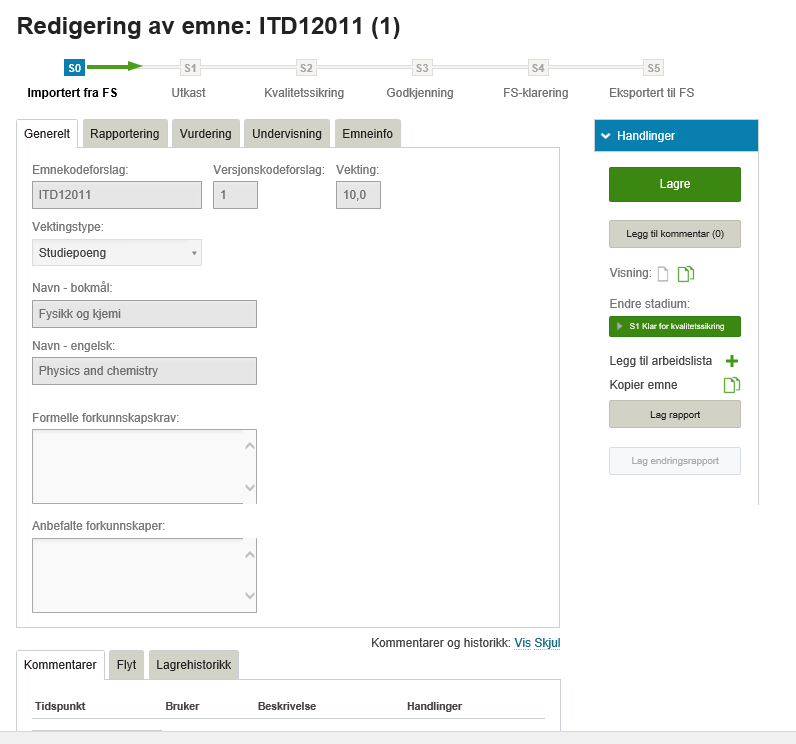 Redigering av emne: ITD12011 (1)
S0 S1 S2 S3 S4 S5
Importert fra FS Utkast Kvalitetssikring Godkjenning FS-klarering Eksportert til FS
Generelt Rapportering Vurdering Undervisning Emneinfo
Emnekodeforslag: Versjonskodeforslag: Vekting:
ITD12011 1 10,0
Vektingstype:
Studiepoeng
Navn - bokmål:
Fysikk og kjemi
Navn - engelsk:
Physics and chemistry
Formelle forkunnskapskrav:
Anbefalte forkunnskaper:
Handlinger
Lagre
Legg til kommentar (0)
Visning:
Endre stadium:
S1 Klar for kvalitetssikring
Legg til arbeidslista
Kopier emne
Lag rapport
Lag endringsrapport
Kommentarer og historikk: Vis Skjul
Kommentarer Flyt Lagrehistorikk
Tidspunkt Bruker Beskrivelse Handlinger